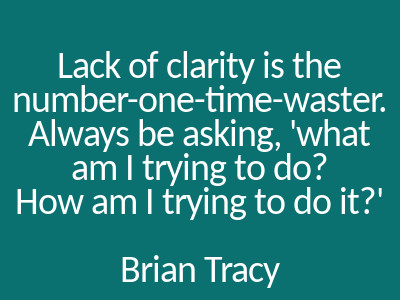 Lack of clarity is the
number-one-time-waster.
Always be asking, 'what
am I trying to do?
How am I trying to do it?'
Brian Tracy